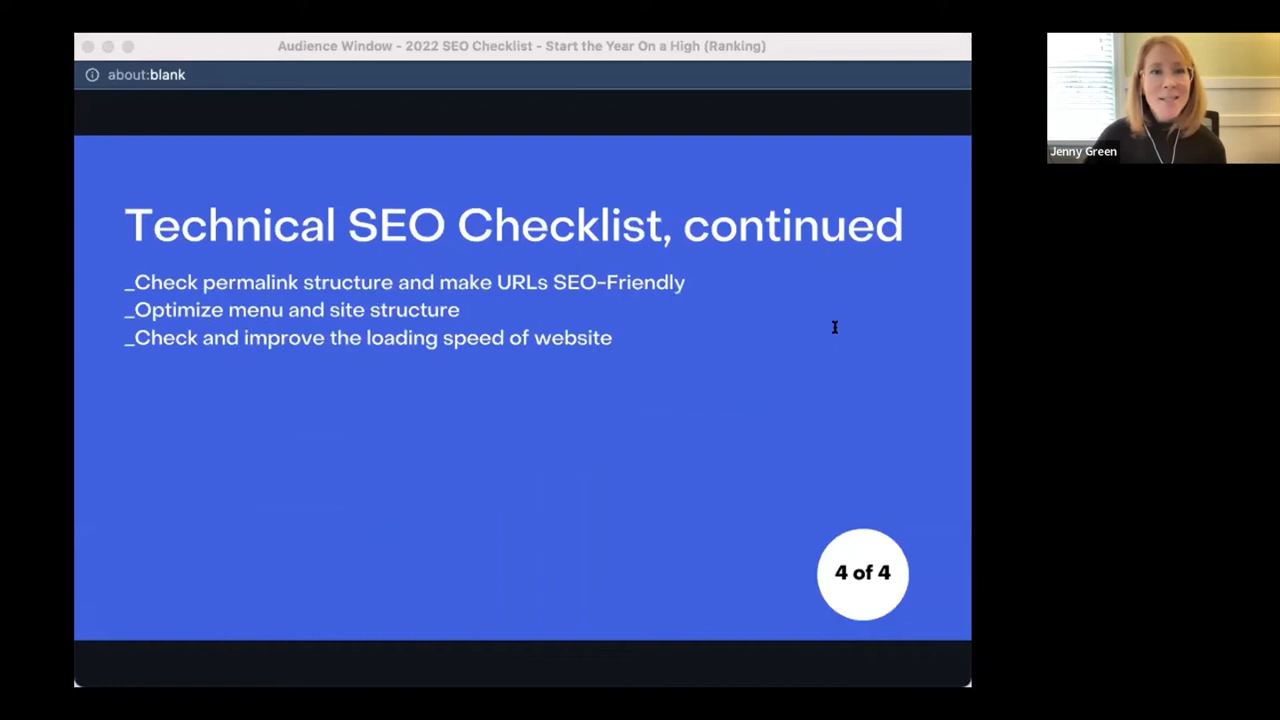 Audience Window - 2022 SEO Checklist - Start the Year On a High (Ranking)
about:blank
Technical SEO Checklist, continued
_Check permalink structure and make URLs SEO-Friendly
_Optimize menu and site structure
_Check and improve the loading speed of website
4 of 4
Jenny Green